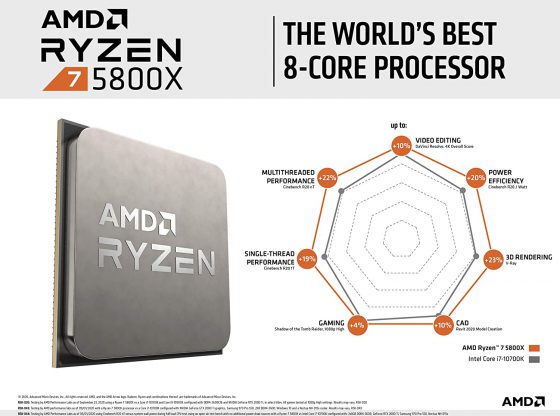 AMD
RYZEN
7 5800X
THE WORLD'S BEST
8-CORE PROCESSOR
AMD
RYZEN
up to:
+10%
VIDEO EDITING
DaVinci Resolve, 4K Overall Score
+20%
POWER
EFFICIENCY
Cinebench R20 / Watt
+23%
3D RENDERING
V-Ray
+10%
CAD
Revit 2020 Model Creation
+4%
GAMING
Shadow of the Tomb Raider, 1080p High
+19%
SINGLE-THREAD
PERFORMANCE
Cinebench R20 1T
+22%
MULTITHREADED
PERFORMANCE
Cinebench R20 nT
AMD Ryzen™ 7 5800X
Intel Core i7-10700K
AMD